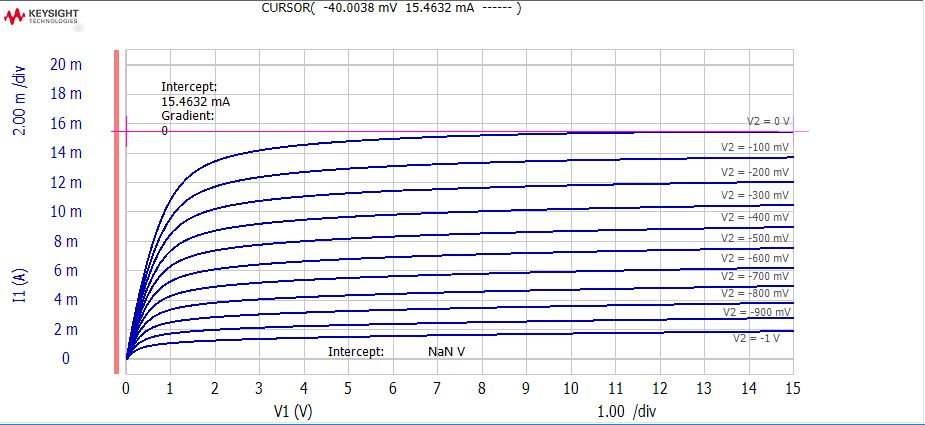 CURSOR( -40.0038 mV 15.4632 mA ------ )
KEYSIGHT
TECHNOLOGIES
2.00 m /div
I1 (A)
20 m
18 m
16 m
14 m
12 m
10 m
8 m
6 m
4 m
2 m
0
Intercept:
15.4632 mA
Gradient:
0
V2 = 0 V
V2 = -100 mV
V2 = -200 mV
V2 = -300 mV
V2 = -400 mV
V2 = -500 mV
V2 = -600 mV
V2 = -700 mV
V2 = -800 mV
V2 = -900 mV
V2 = -1 V
Intercept: NaN V
0 1 2 3 4 5 6 7 8 9 10 11 12 13 14 15
V1 (V) 1.00 /div